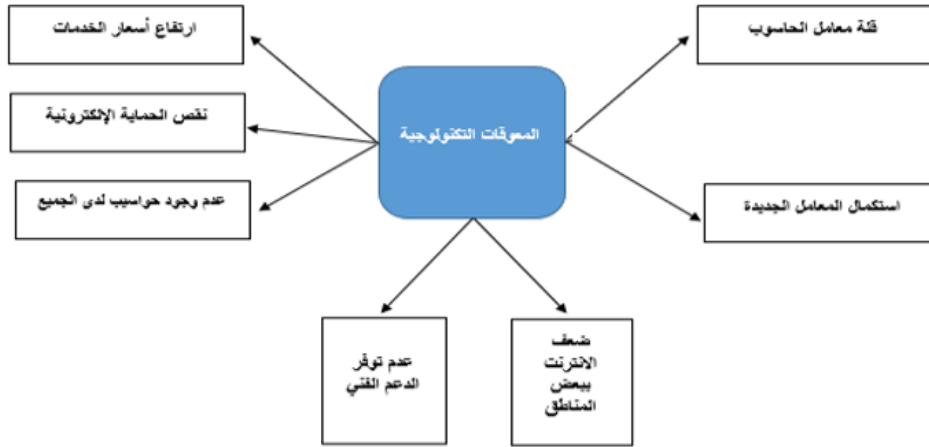 قلة معامل الحاسوب
ارتفاع أسعار الخدمات
المعوقات التكنولوجية
نقص الحماية الإلكترونية
استكمال المعامل الجديدة
عدم وجود حواسيب لدى الجميع
ضعف
الانترنت
ببعض
المناطق
عدم توفر
الدعم الفني